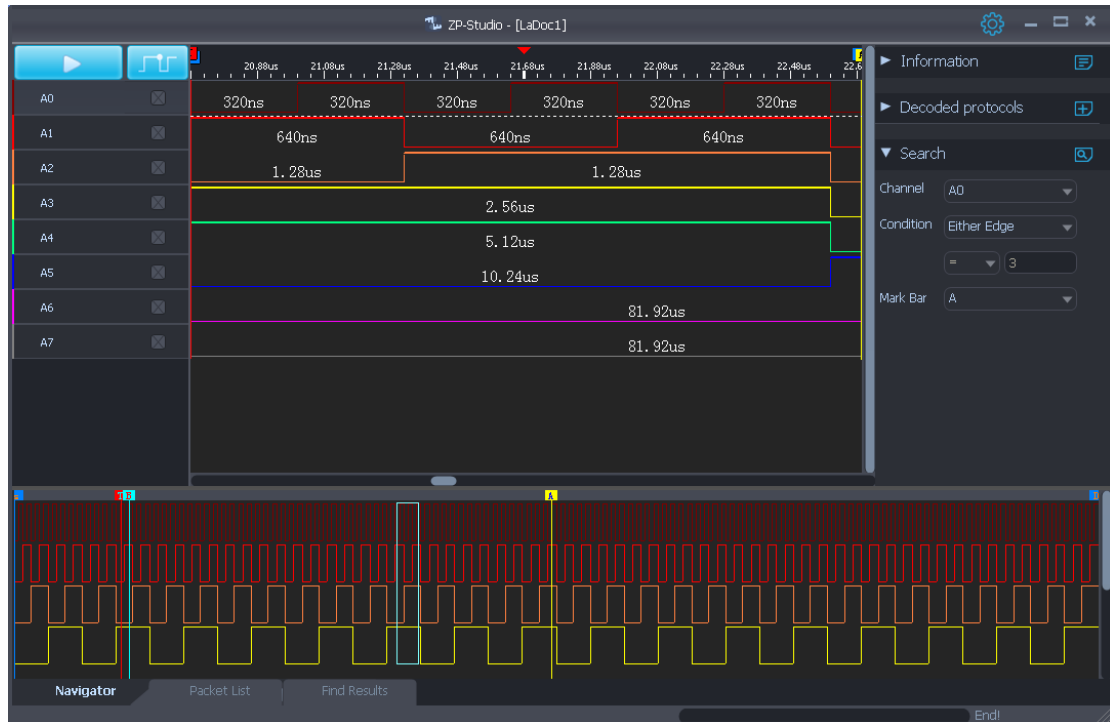 ZP-Studio - [LaDoc1]
20.88us 21.08us 21.28us 21.48us 21.68us 21.88us 22.08us 22.28us 22.48us
Information
A0 320ns 320ns 320ns 320ns 320ns 320ns
Decoded protocols
A1 640ns 640ns 640ns
Search
A2 1.28us 1.28us
Channel A0
A3 2.56us
Condition Either Edge
A4 5.12us
= 3
A5 10.24us
Mark Bar A
A6 81.92us
A7 81.92us
T B A
Navigator Packet List Find Results
End!